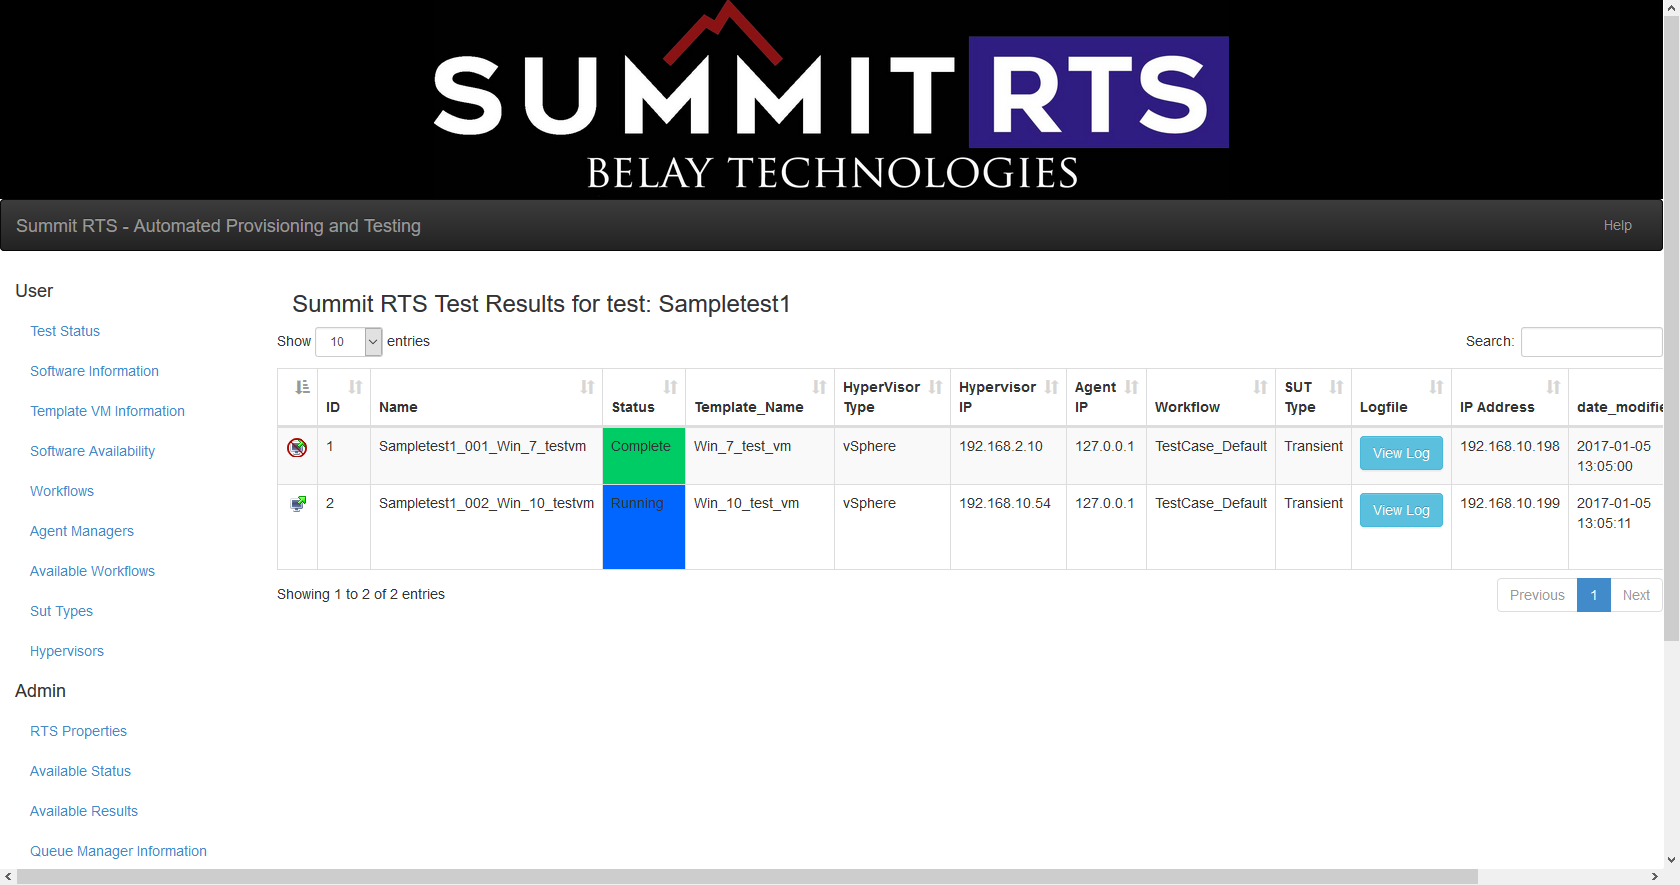 SUMMIT RTS
BELAY TECHNOLOGIES
Summit RTS - Automated Provisioning and Testing
Help
User
Test Status
Software Information
Template VM Information
Software Availability
Workflows
Agent Managers
Available Workflows
Sut Types
Hypervisors
Admin
RTS Properties
Available Status
Available Results
Queue Manager Information
Summit RTS Test Results for test: Sampletest1
Show 10 entries
Search:
ID Name Status Template_Name HyperVisor Type Hypervisor IP Agent IP Workflow SUT Type Logfile IP Address date_modifie
1 Sampletest1_001_Win_7_testvm Complete Win_7_test_vm vSphere 192.168.2.10 127.0.0.1 TestCase_Default Transient View Log 192.168.10.198 2017-01-05 13:05:00
2 Sampletest1_002_Win_10_testvm Running Win_10_test_vm vSphere 192.168.10.54 127.0.0.1 TestCase_Default Transient View Log 192.168.10.199 2017-01-05 13:05:11
Showing 1 to 2 of 2 entries
Previous 1 Next